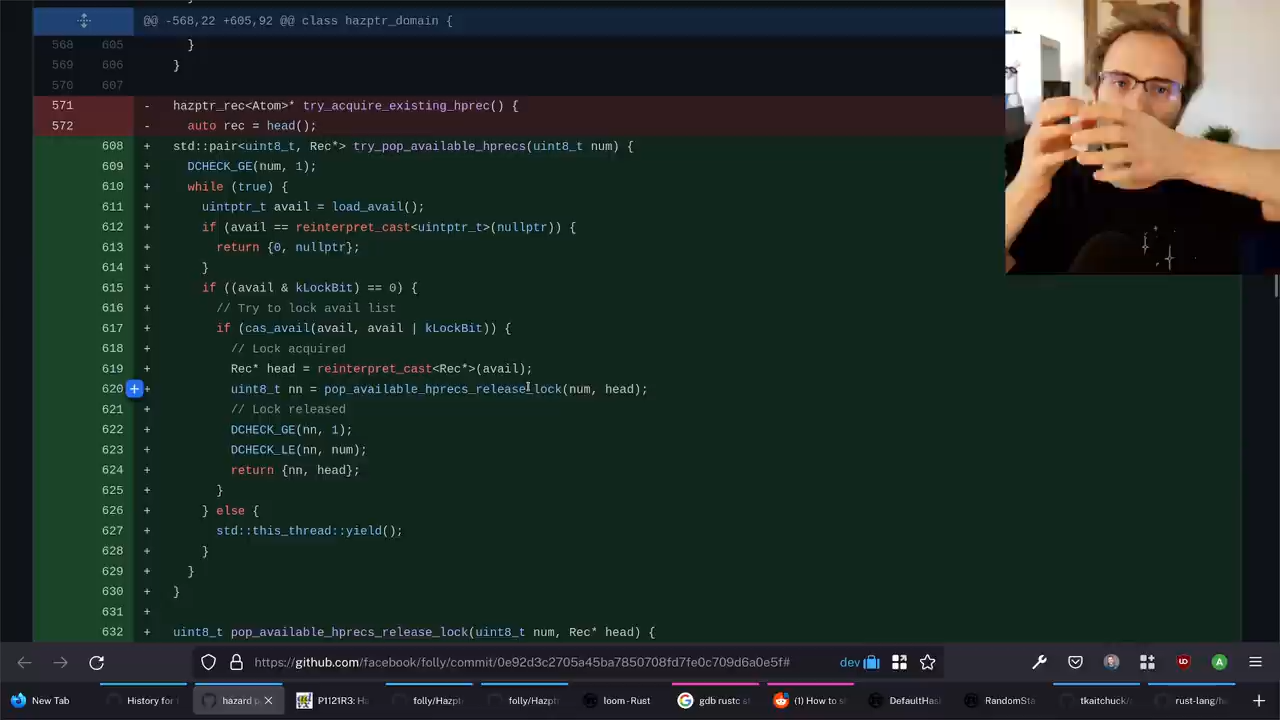 @@ -568,22 +605,92 @@ class hazptr_domain {
568 605 }
569 606 }
570 607
571 - hazptr_rec<Atom>* try_acquire_existing_hprec() {
572 - auto rec = head();
608 + std::pair<uint8_t, Rec*> try_pop_available_hprecs(uint8_t num) {
609 + DCHECK_GE(num, 1);
610 + while (true) {
611 + uintptr_t avail = load_avail();
612 + if (avail == reinterpret_cast<uintptr_t>(nullptr)) {
613 + return {0, nullptr};
614 + }
615 + if ((avail & kLockBit) == 0) {
616 + // Try to lock avail list
617 + if (cas_avail(avail, avail | kLockBit)) {
618 + // Lock acquired
619 + Rec* head = reinterpret_cast<Rec*>(avail);
620 + uint8_t nn = pop_available_hprecs_release_lock(num, head);
621 + // Lock released
622 + DCHECK_GE(nn, 1);
623 + DCHECK_LE(nn, num);
624 + return {nn, head};
625 + }
626 + } else {
627 + std::this_thread::yield();
628 + }
629 + }
630 + }
631 +
632 + uint8_t pop_available_hprecs_release_lock(uint8_t num, Rec* head) {
https://github.com/facebook/folly/commit/0e92d3c2705a45ba7850708fd7fe0c709d6a0e5f# dev
New Tab History for hazard p P1121R3: Ha folly/Hazpt folly/Hazptr loom - Rust gdb rustc s (1) How to s DefaultHas RandomSta tkaitchuck/ rust-lang/ha